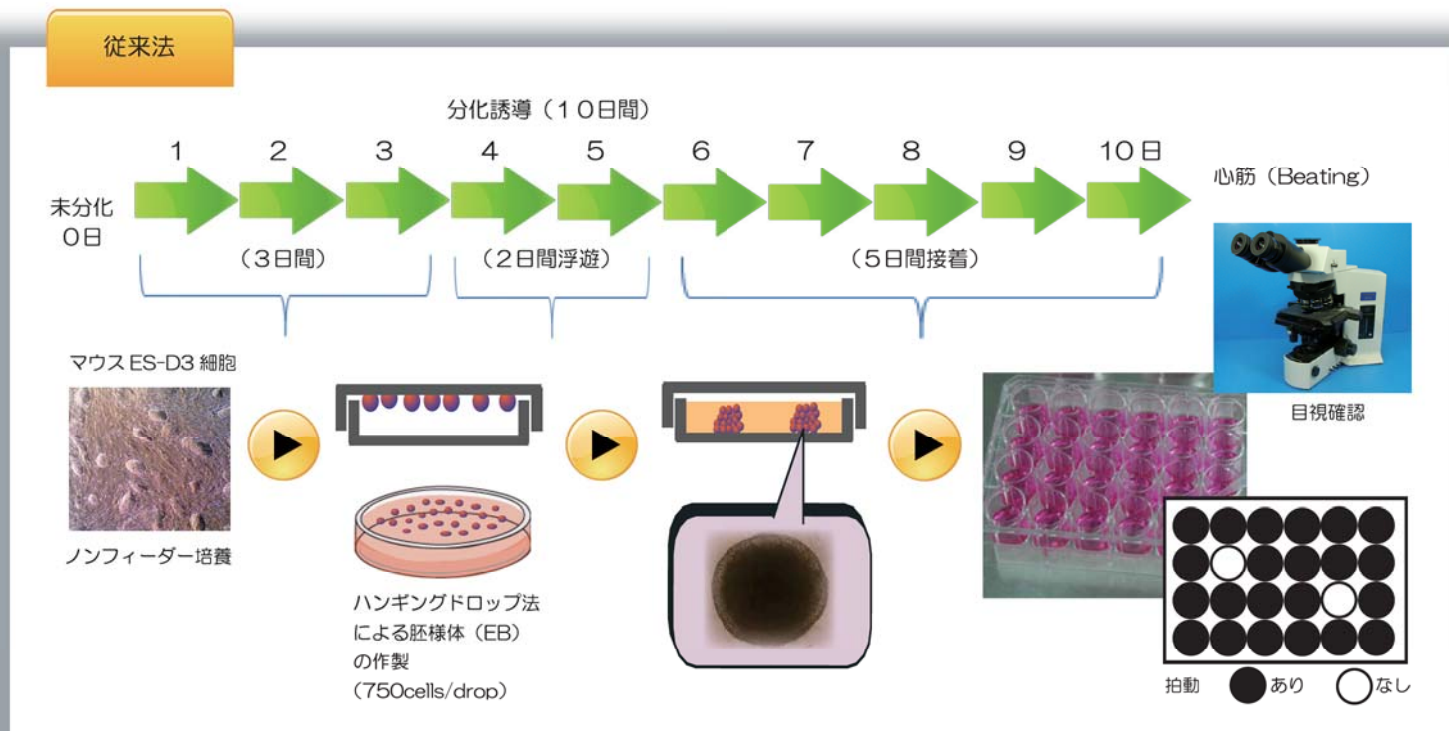 従来法
分化誘導（１０日間）
1 2 3 4 5 6 7 8 9 10日
未分化
0日
心筋（Beating）
（3日間）
（2日間浮遊）
（5日間接着）
マウスES-D3細胞
ノンフィーダー培養
ハンギングドロップ法
による胚様体（EB）
の作製
（750cells/drop）
目視確認
拍動 あり なし